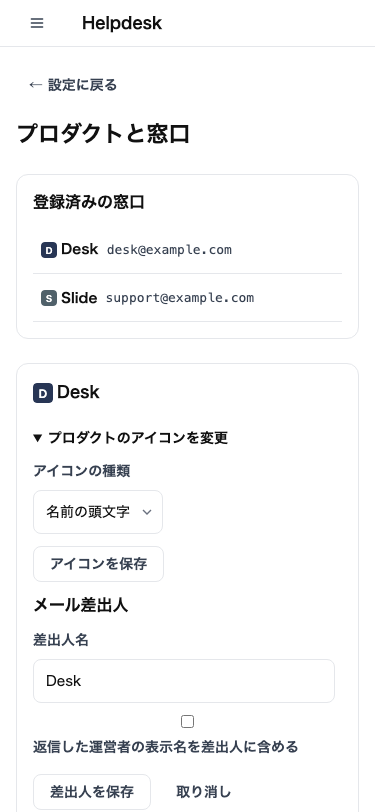 Helpdesk
← 設定に戻る
プロダクトと窓口
登録済みの窓口
D Desk desk@example.com
S Slide support@example.com
D Desk
▼ プロダクトのアイコンを変更
アイコンの種類
名前の頭文字
アイコンを保存
メール差出人
差出人名
Desk
返信した運営者の表示名を差出人に含める
差出人を保存 取り消し